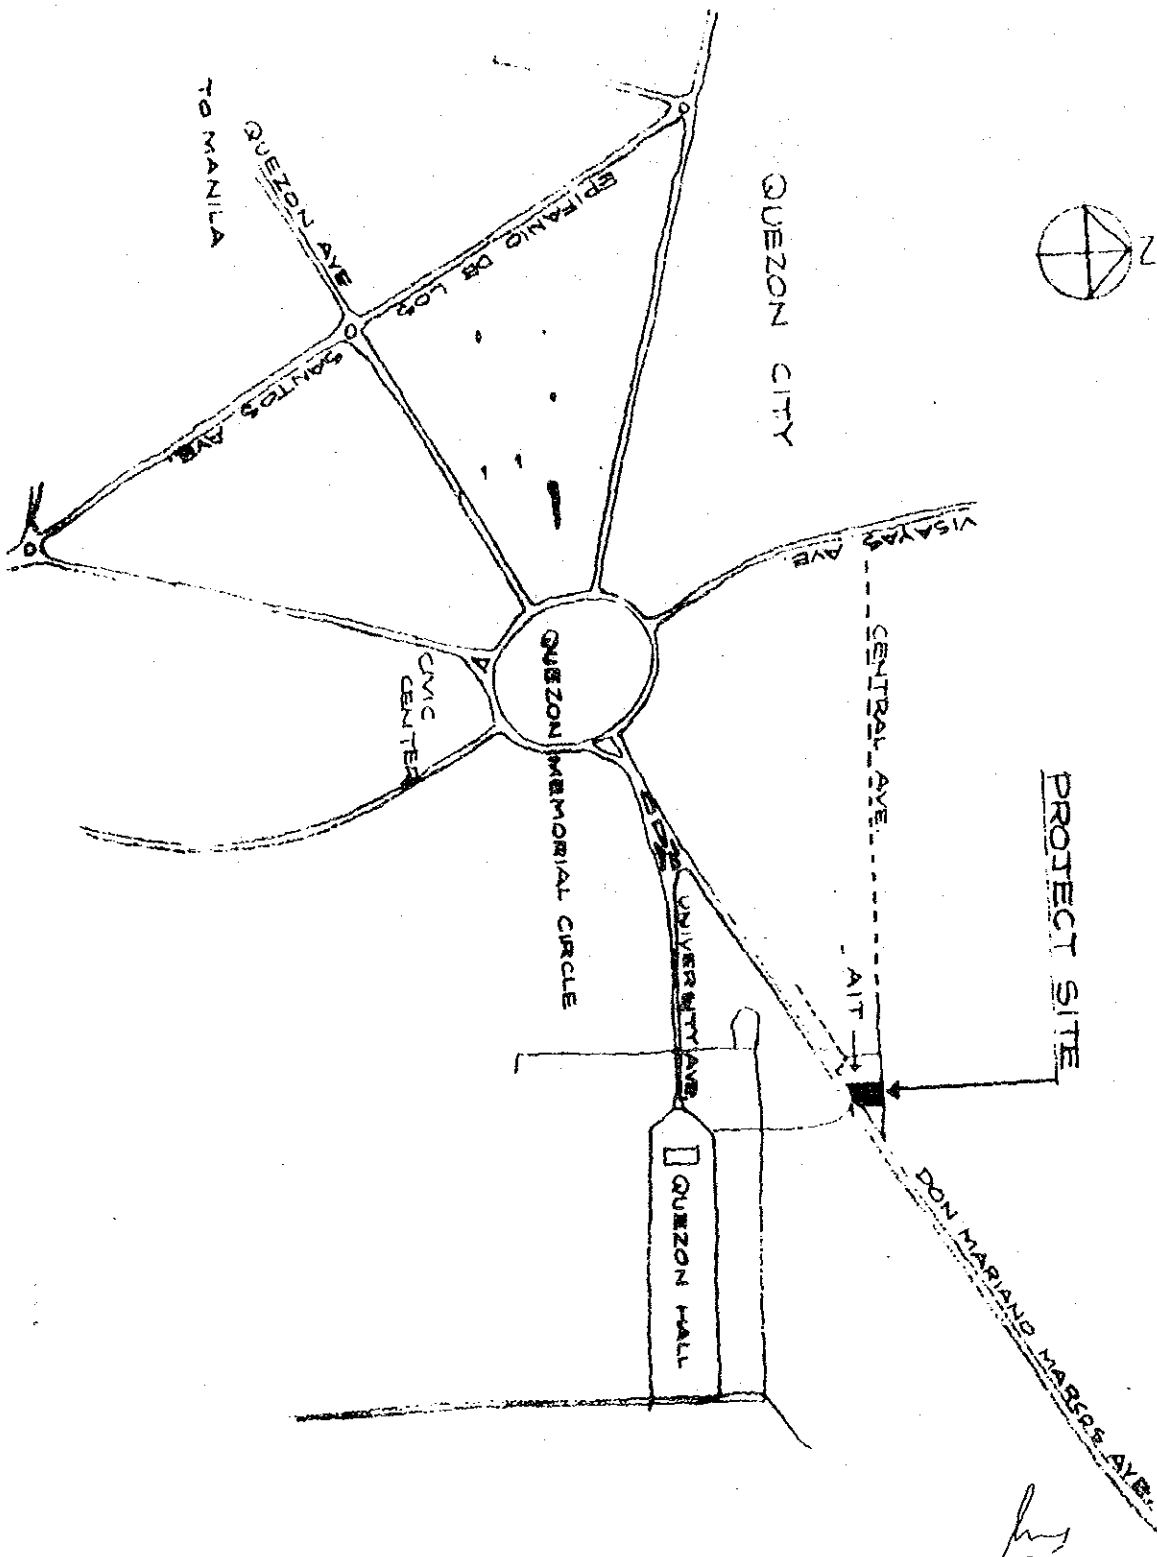 N
QUEZON CITY
PROJECT SITE
VISAYAS AVE.
CENTRAL AVE.
AIT
DON MARIANO MARCOS AVE.
EPIFANIO DE LOS
SANTOS AVE.
QUEZON AVE
TO MANILA
QUEZON MEMORIAL CIRCLE
UNIVERSITY AVE.
QUEZON HALL
CIVIC
CENTER